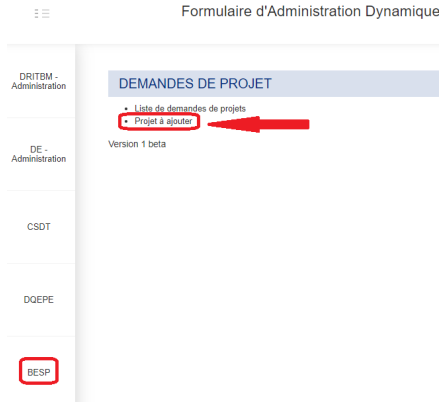 Formulaire d'Administration Dynamique
DRITBM -
Administration
DE -
Administration
CSDT
DQEPE
BESP
DEMANDES DE PROJET
• Liste de demandes de projets
• Projet à ajouter
Version 1 beta